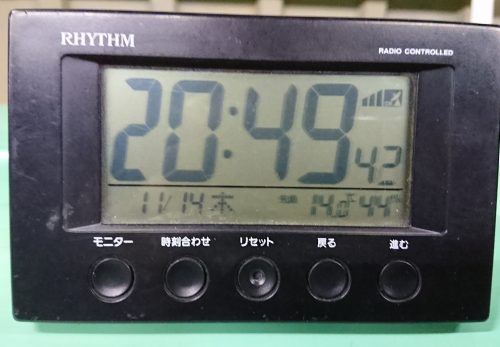 RHYTHM RADIO CONTROLLED
20:49 42
11/14 木 14.0℃ 44%
モニター 時刻合わせ リセット 戻る 進む